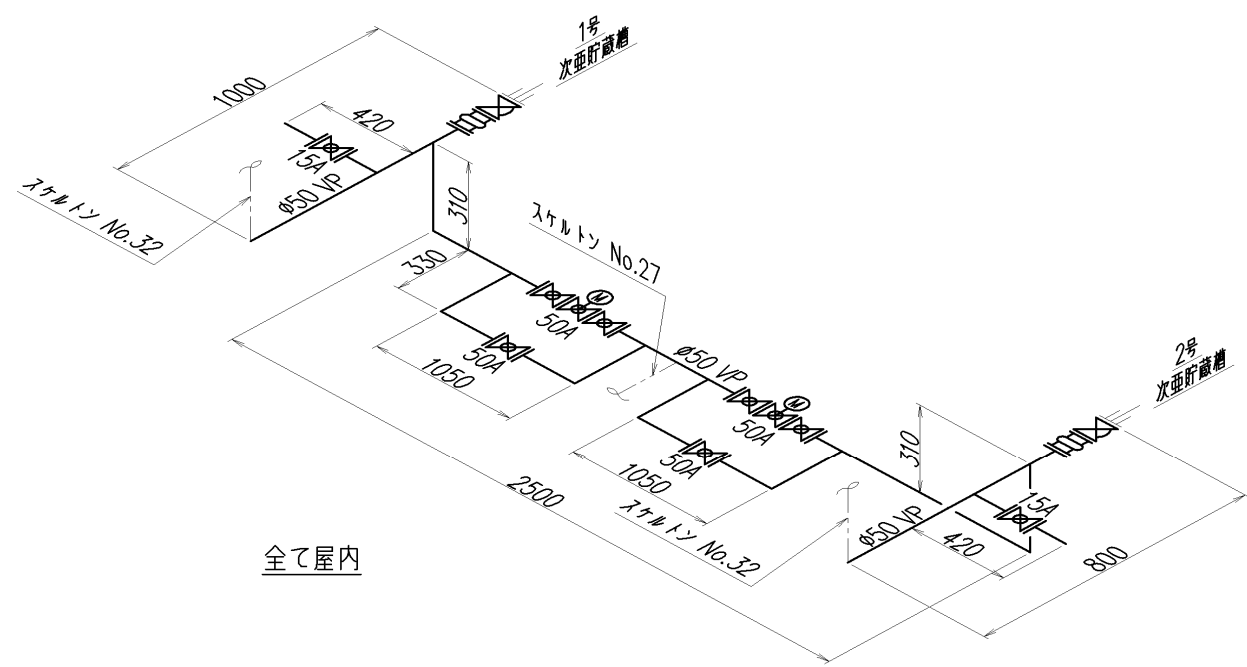 1号
次亜貯蔵槽
1000
420
15A
φ50 VP
スケルトン No.32
310
スケルトン No.27
330
M
50A
50A
1050
φ50 VP
2号
次亜貯蔵槽
M
50A
50A
1050
310
2500
スケルトン No.32
φ50 VP
15A
420
800
全て屋内